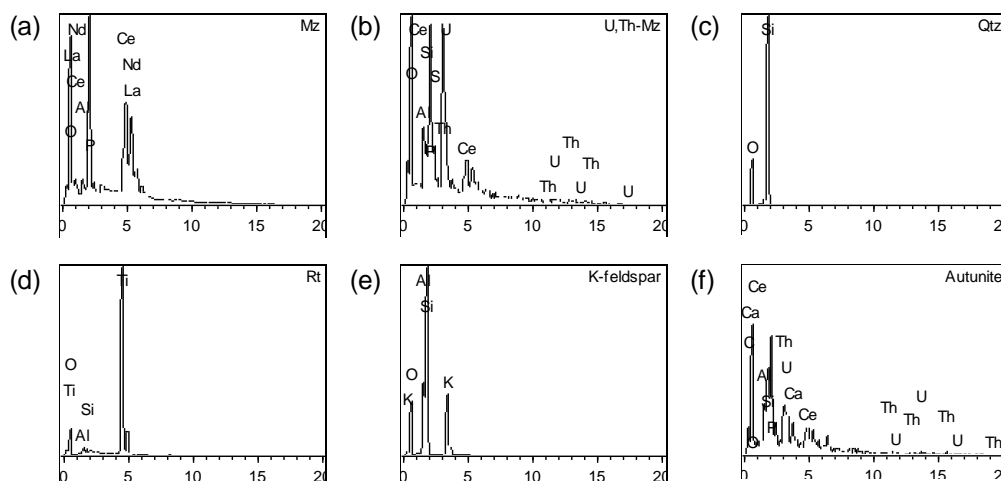 (a)
Mz
Nd
La
Ce
Al
O
P
Ce
Nd
La
0 5 10 15 20
(b)
U,Th-Mz
Ce
U
Si
O
S
A
Th
P
Ce
Th
U
Th
Th
U
U
0 5 10 15 20
(c)
Qtz
Si
O
0 5 10 15 2
(d)
Rt
Ti
O
Ti
Si
Al
0 5 10 15 20
(e)
K-feldspar
Al
Si
O
K
K
0 5 10 15 20
(f)
Autunite
Ce
Ca
C
Th
A
U
Si
Ca
P
O
Ce
U
Th
Th
Th
U
U
Th
0 5 10 15 2